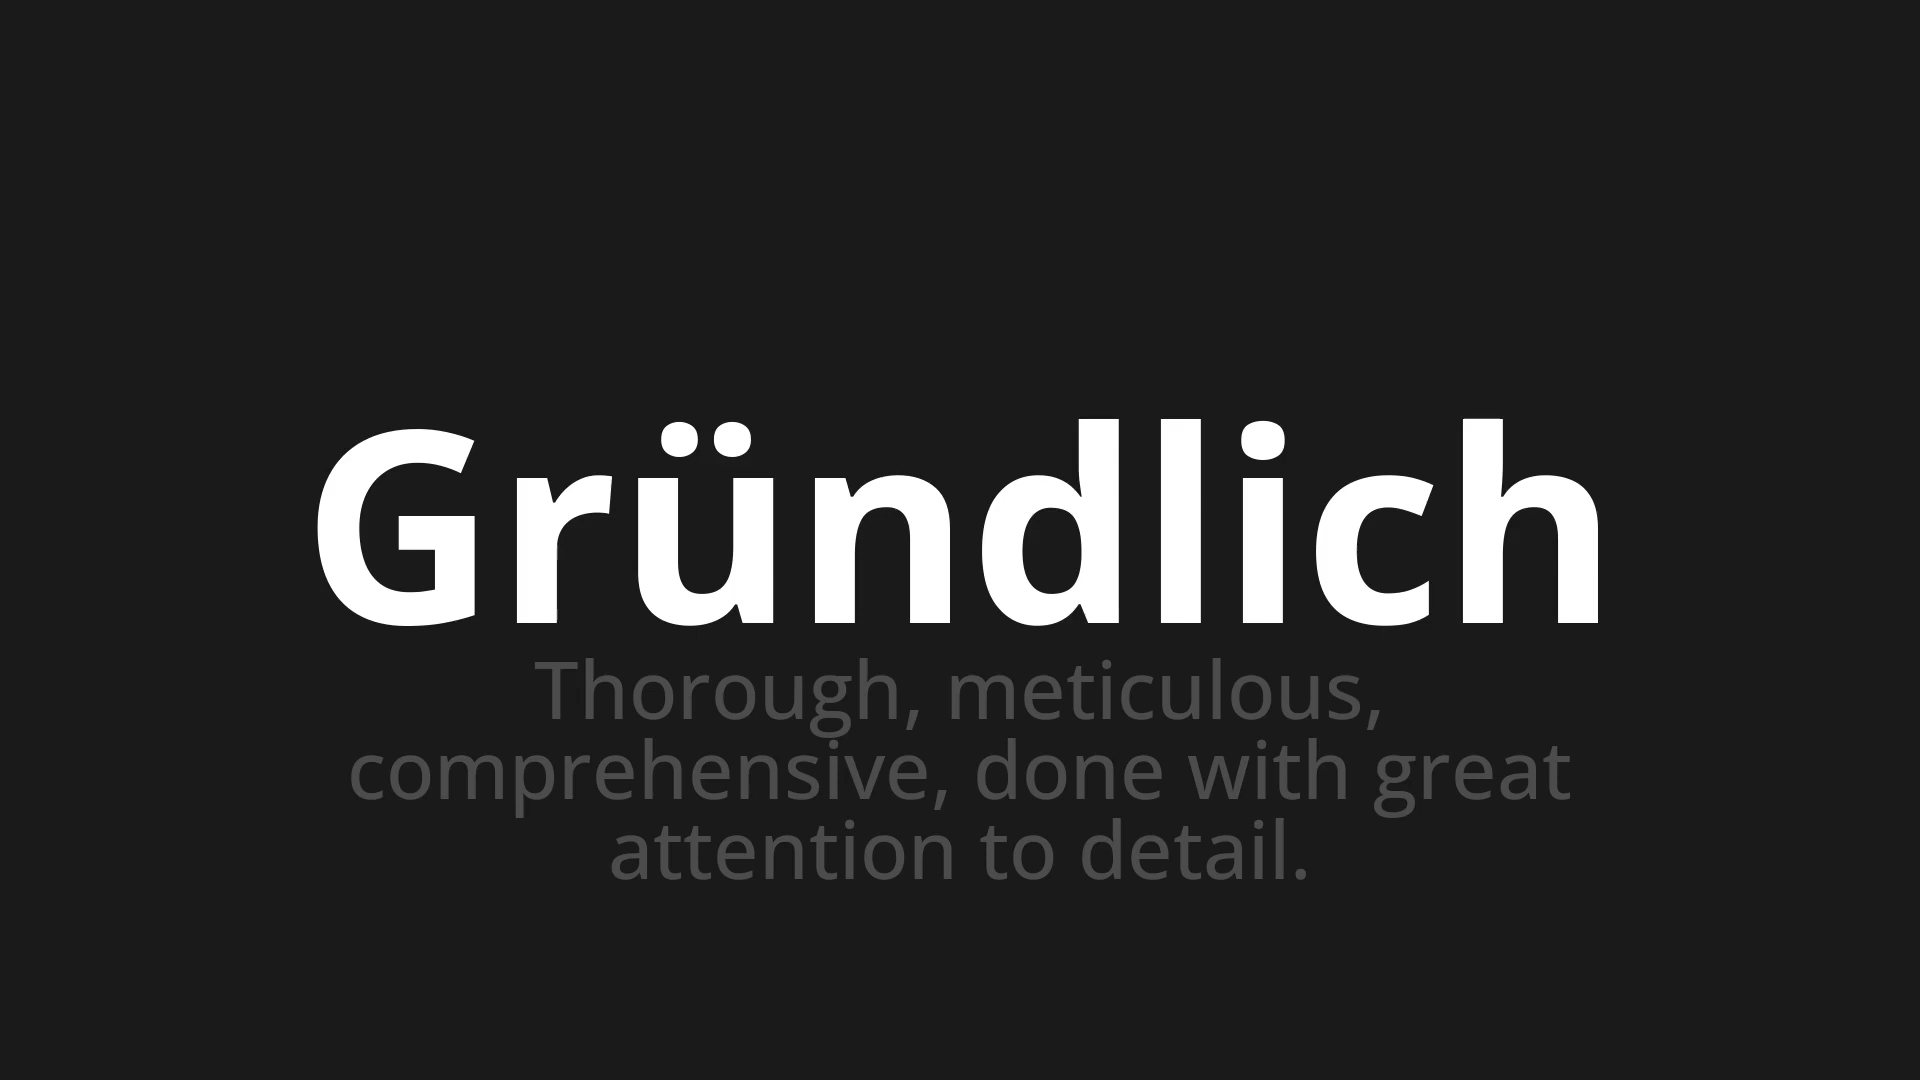 Gründlich
Thorough, meticulous,
comprehensive, done with great
attention to detail.